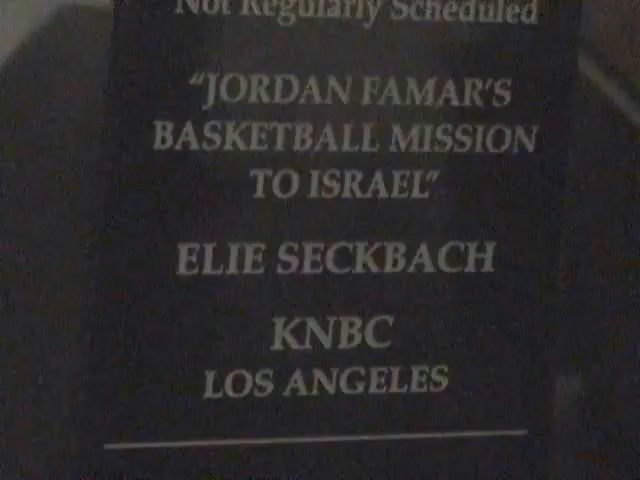 Not Regularly Scheduled
"JORDAN FAMAR'S
BASKETBALL MISSION
TO ISRAEL"
ELIE SECKBACH
KNBC
LOS ANGELES